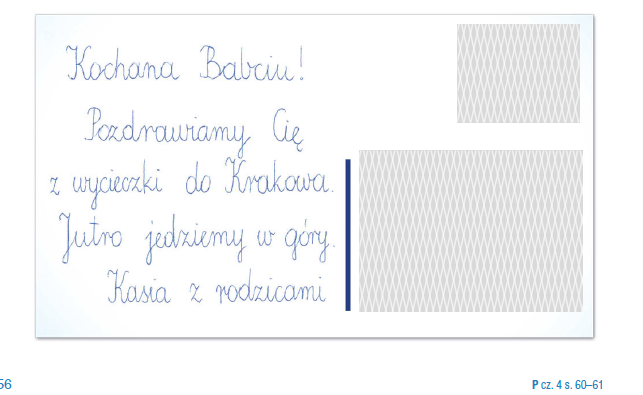 Kochana Babciu!
Pozdrawiamy Cię
z wycieczki do Krakowa.
Jutro jedziemy w góry.
Kasia z rodzicami
56
P cz. 4 s. 60–61